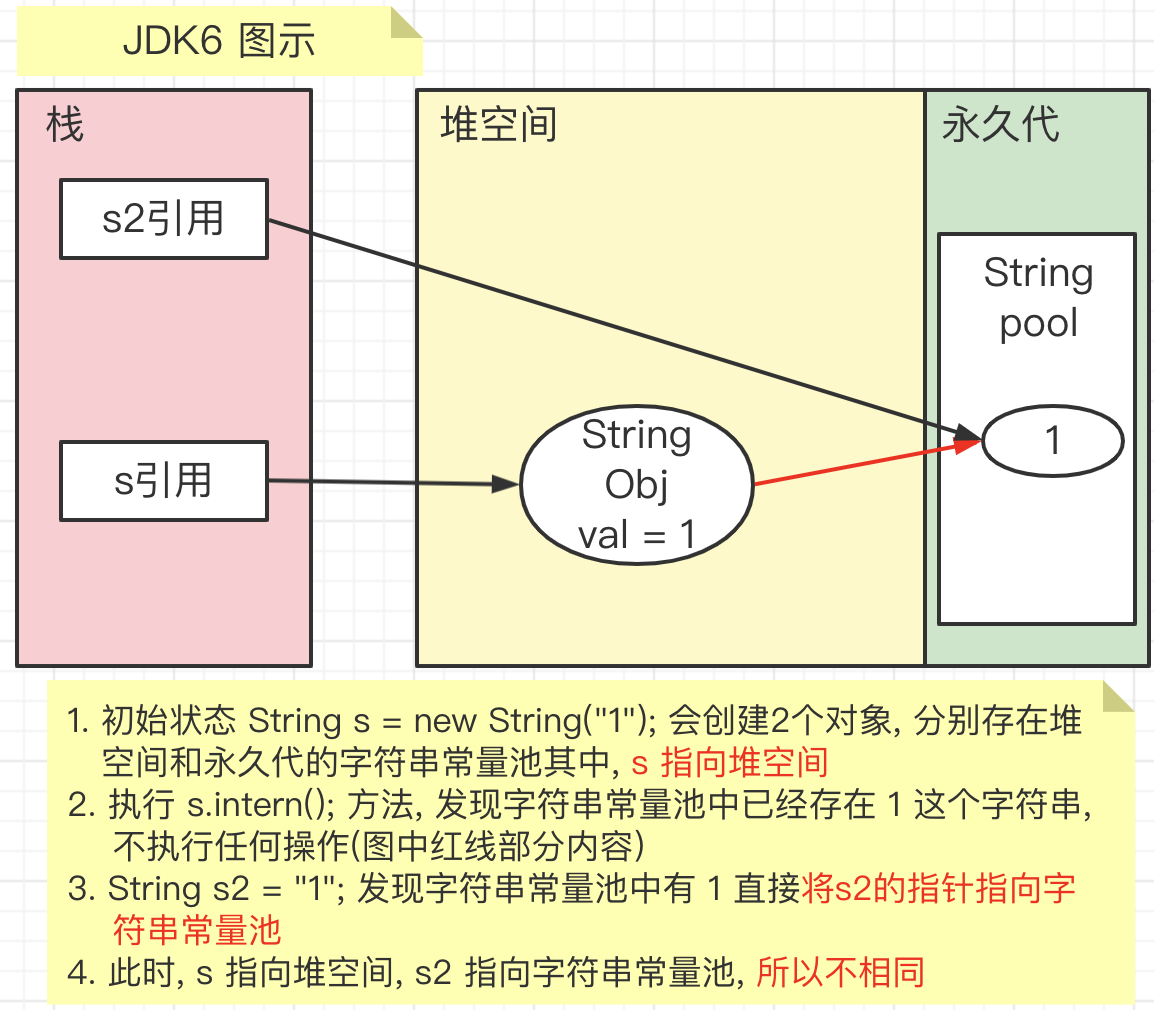 JDK6 图示
栈
堆空间
永久代
s2引用
String
pool
1
s引用
String
Obj
val = 1
1. 初始状态 String s = new String("1"); 会创建2个对象, 分别存在堆
空间和永久代的字符串常量池其中, s 指向堆空间
2. 执行 s.intern(); 方法, 发现字符串常量池中已经存在 1 这个字符串,
不执行任何操作(图中红线部分内容)
3. String s2 = "1"; 发现字符串常量池中有 1 直接将s2的指针指向字
符串常量池
4. 此时, s 指向堆空间, s2 指向字符串常量池, 所以不相同